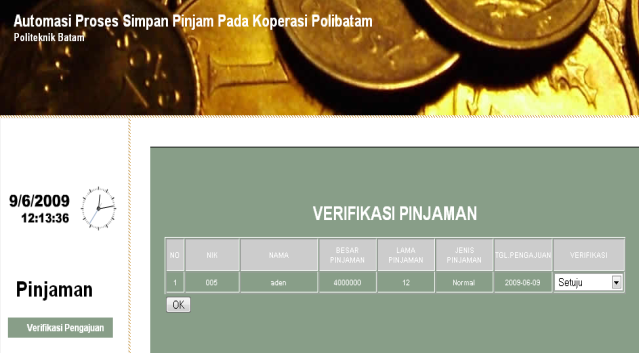 Automasi Proses Simpan Pinjam Pada Koperasi Polibatam
Politeknik Batam
9/6/2009
12:13:36
Pinjaman
Verifikasi Pengajuan
VERIFIKASI PINJAMAN
NO NIK NAMA BESAR PINJAMAN LAMA PINJAMAN JENIS PINJAMAN TGL PENGAJUAN VERIFIKASI
1 005 aden 4000000 12 Normal 2009-06-09 Setuju
OK